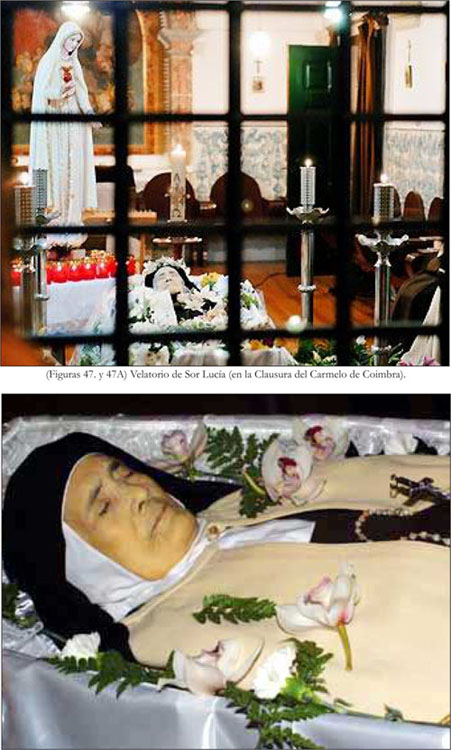 (Figuras 47. y 47A) Velatorio de Sor Lucía (en la Clausura del Carmelo de Coimbra).